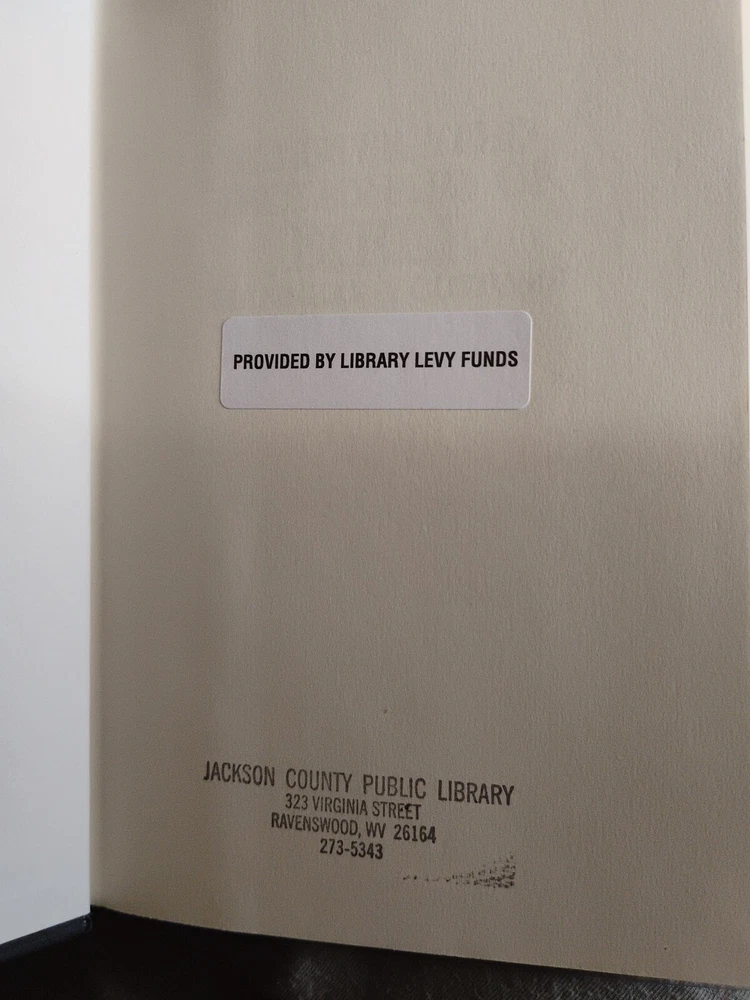 PROVIDED BY LIBRARY LEVY FUNDS
JACKSON COUNTY PUBLIC LIBRARY
323 VIRGINIA STREET
RAVENSWOOD, WV 26164
273-5343